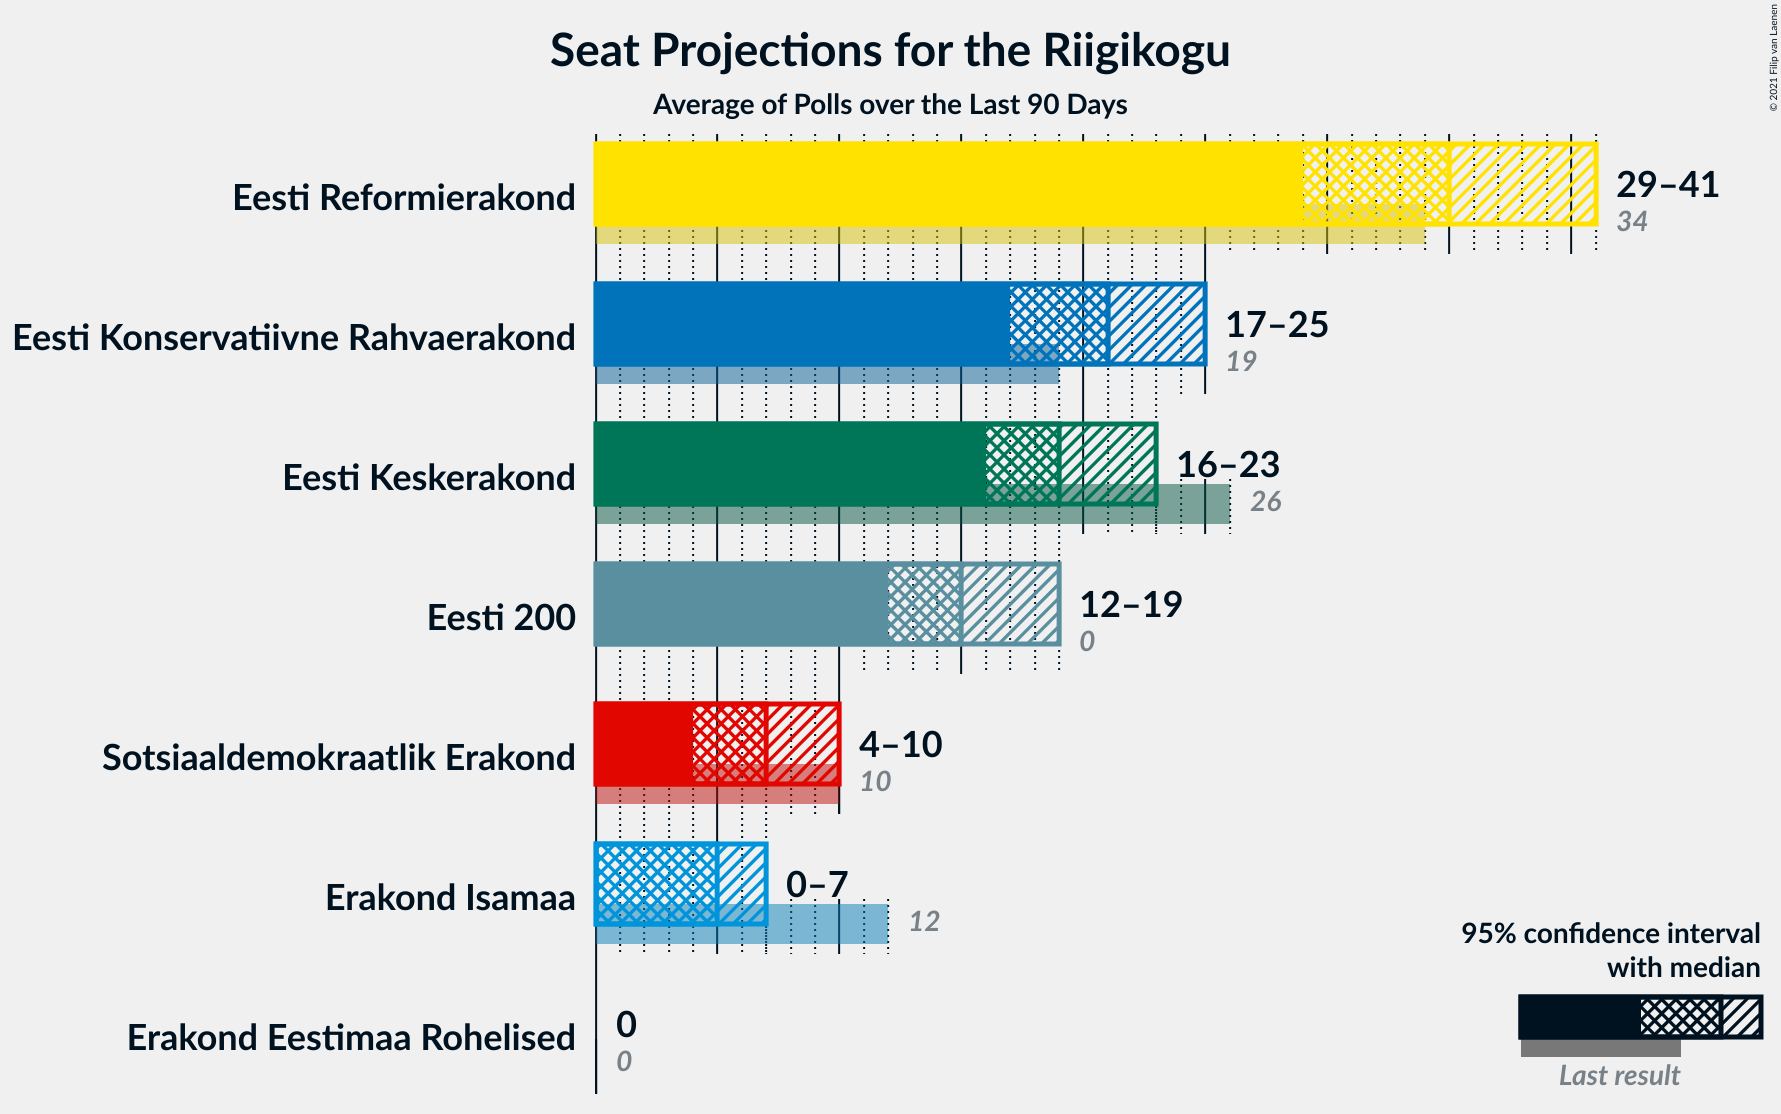 Seat Projections for the Riigikogu
Average of Polls over the Last 90 Days
© 2021 Filip van Laenen
Eesti Reformierakond
29–41
34
Eesti Konservatiivne Rahvaerakond
17–25
19
Eesti Keskerakond
16–23
26
Eesti 200
12–19
0
Sotsiaaldemokraatlik Erakond
4–10
10
Erakond Isamaa
0–7
12
Erakond Eestimaa Rohelised
0
0
95% confidence interval
with median
Last result